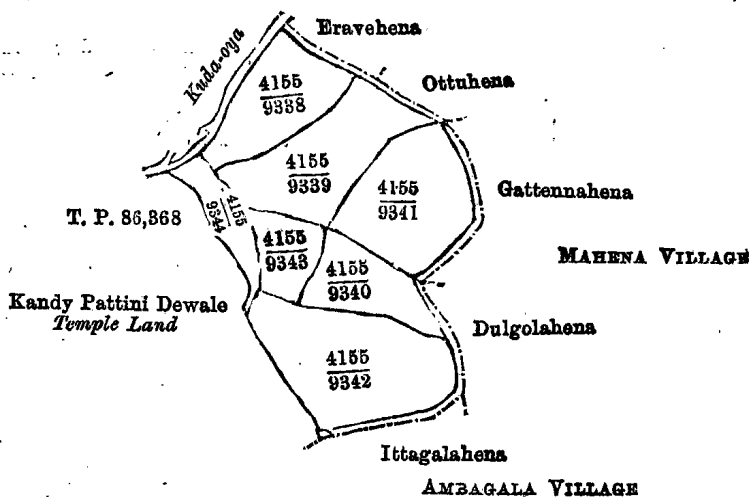 Eravehena
Kuda-oya
Ottuhena
4155
9338
4155
9339
4155
9341
Gattennahena
T. P. 86,368
4155
9344
4155
9343
4155
9340
MAHENA VILLAGE
Kandy Pattini Dewale
Temple Land
Dulgolahena
4155
9342
Ittagalahena
AMBAGALA VILLAGE